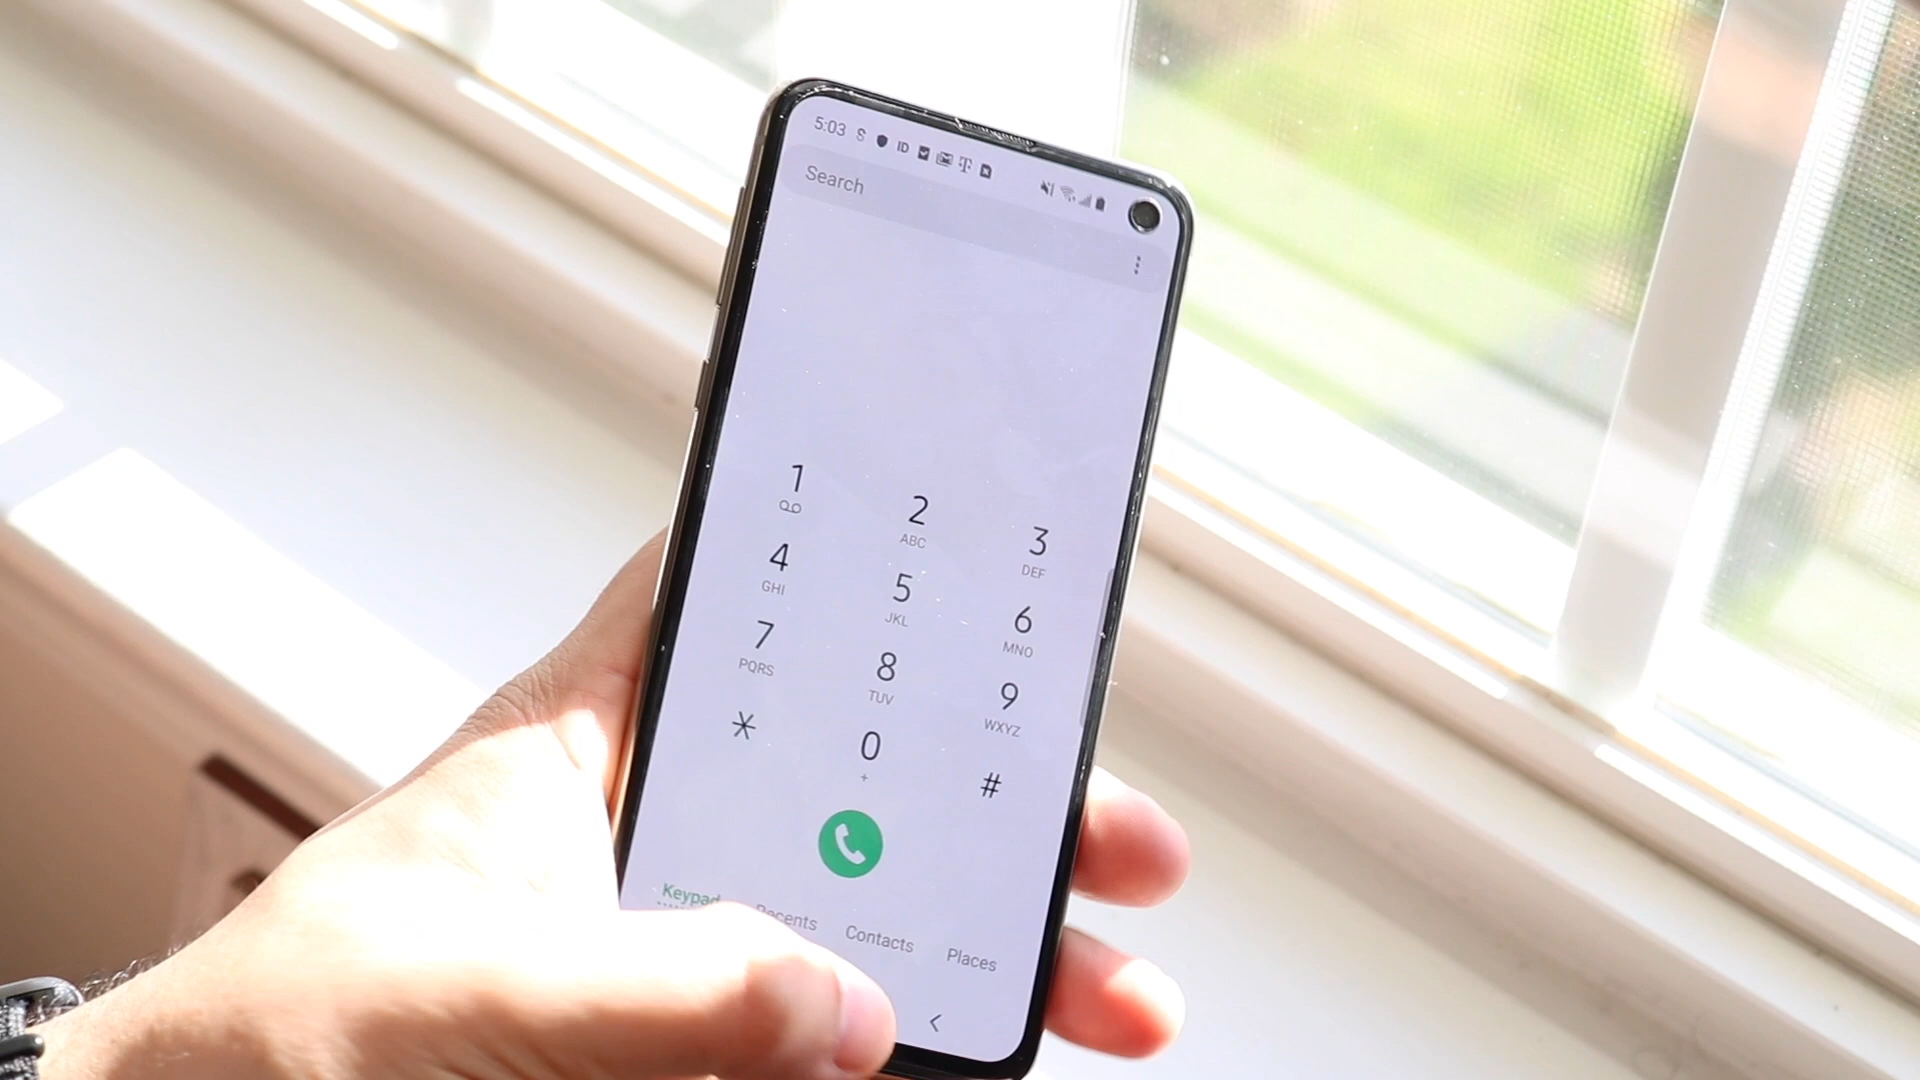 5:03 S ID T
Search
1 2 3
ABC DEF
4 5 6
GHI JKL MNO
7 8 9
PQRS TUV WXYZ
* 0 #
+
Keypad Recents Contacts Places